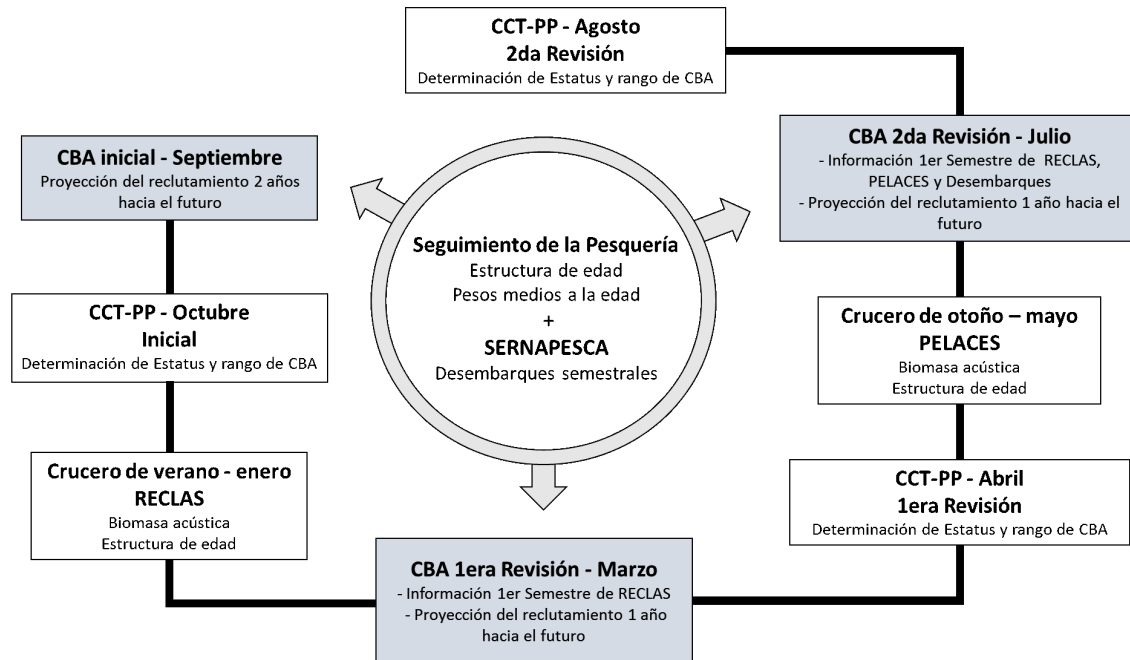 CCT-PP - Agosto
2da Revisión
Determinación de Estatus y rango de CBA
CBA inicial - Septiembre
Proyección del reclutamiento 2 años
hacia el futuro
CBA 2da Revisión - Julio
- Información 1er Semestre de RECLAS,
PELACES y Desembarques
- Proyección del reclutamiento 1 año hacia el
futuro
Seguimiento de la Pesquería
Estructura de edad
Pesos medios a la edad
+
SERNAPESCA
Desembarques semestrales
CCT-PP - Octubre
Inicial
Determinación de Estatus y rango de CBA
Crucero de otoño – mayo
PELACES
Biomasa acústica
Estructura de edad
Crucero de verano - enero
RECLAS
Biomasa acústica
Estructura de edad
CCT-PP - Abril
1era Revisión
Determinación de Estatus y rango de CBA
CBA 1era Revisión - Marzo
- Información 1er Semestre de RECLAS
- Proyección del reclutamiento 1 año
hacia el futuro